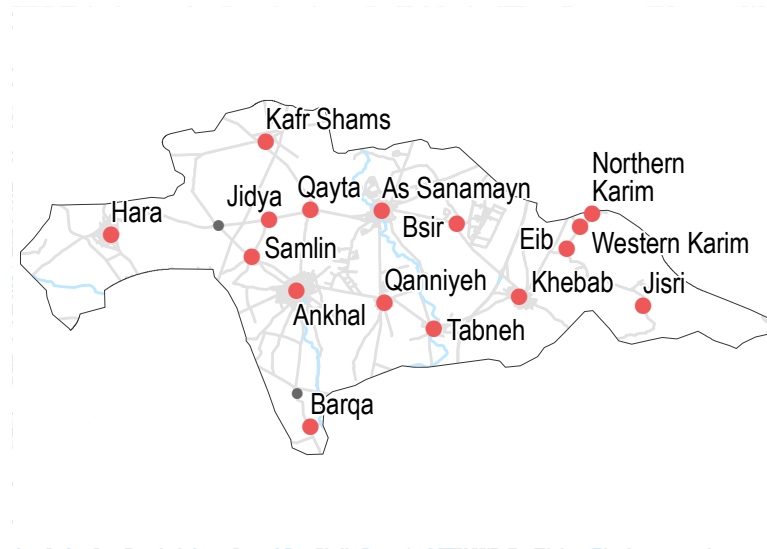 Kafr Shams
Northern
Karim
Jidya
Qayta
As Sanamayn
Hara
Bsir
Eib
Western Karim
Samlin
Qanniyeh
Khebab
Jisri
Ankhal
Tabneh
Barqa